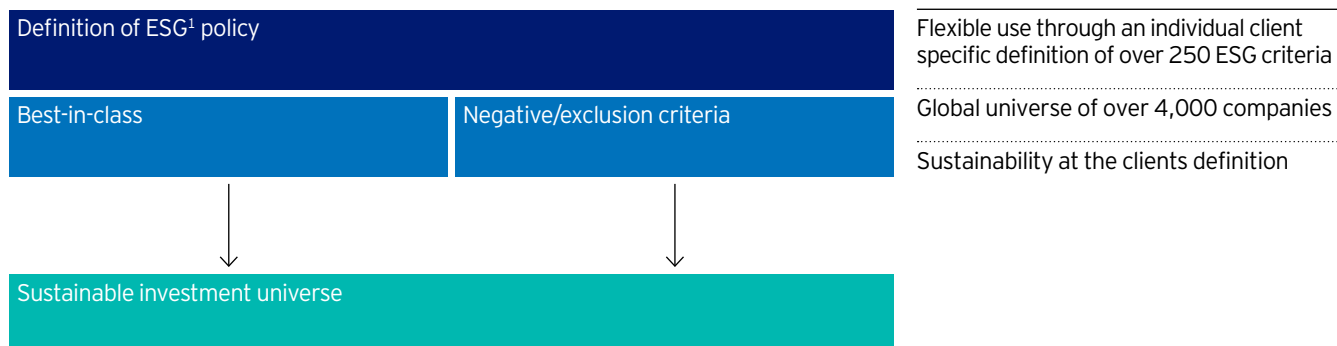 Definition of ESG¹ policy
Best-in-class
Negative/exclusion criteria
Sustainable investment universe
Flexible use through an individual client
specific definition of over 250 ESG criteria
Global universe of over 4,000 companies
Sustainability at the clients definition